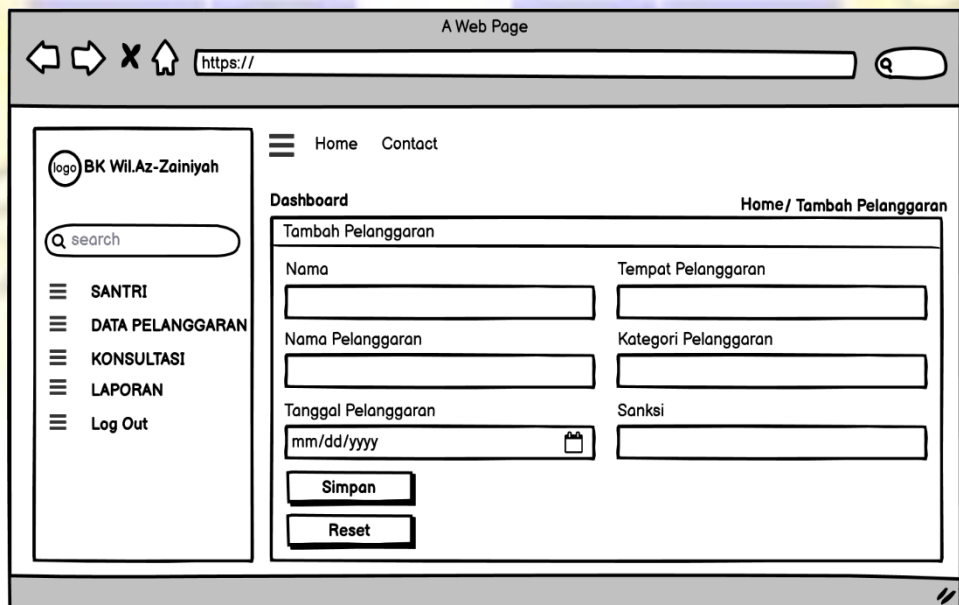 A Web Page
https://
logo BK Wil.Az-Zainiyah
search
SANTRI
DATA PELANGGARAN
KONSULTASI
LAPORAN
Log Out
Home Contact
Dashboard
Home/ Tambah Pelanggaran
Tambah Pelanggaran
Nama
Tempat Pelanggaran
Nama Pelanggaran
Kategori Pelanggaran
Tanggal Pelanggaran
Sanksi
mm/dd/yyyy
Simpan
Reset